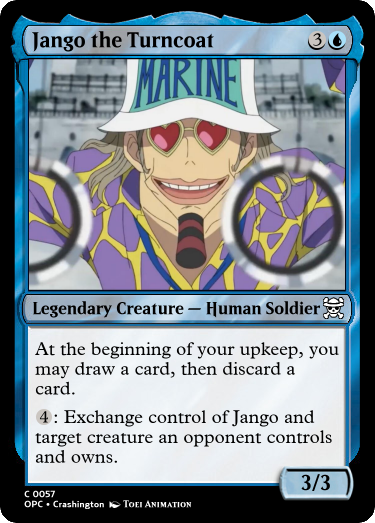 Jango the Turncoat 3
MARINE
Legendary Creature — Human Soldier
At the beginning of your upkeep, you
may draw a card, then discard a
card.
4: Exchange control of Jango and
target creature an opponent controls
and owns.
3/3
C 0057
OPC • Crashington TOEI ANIMATION